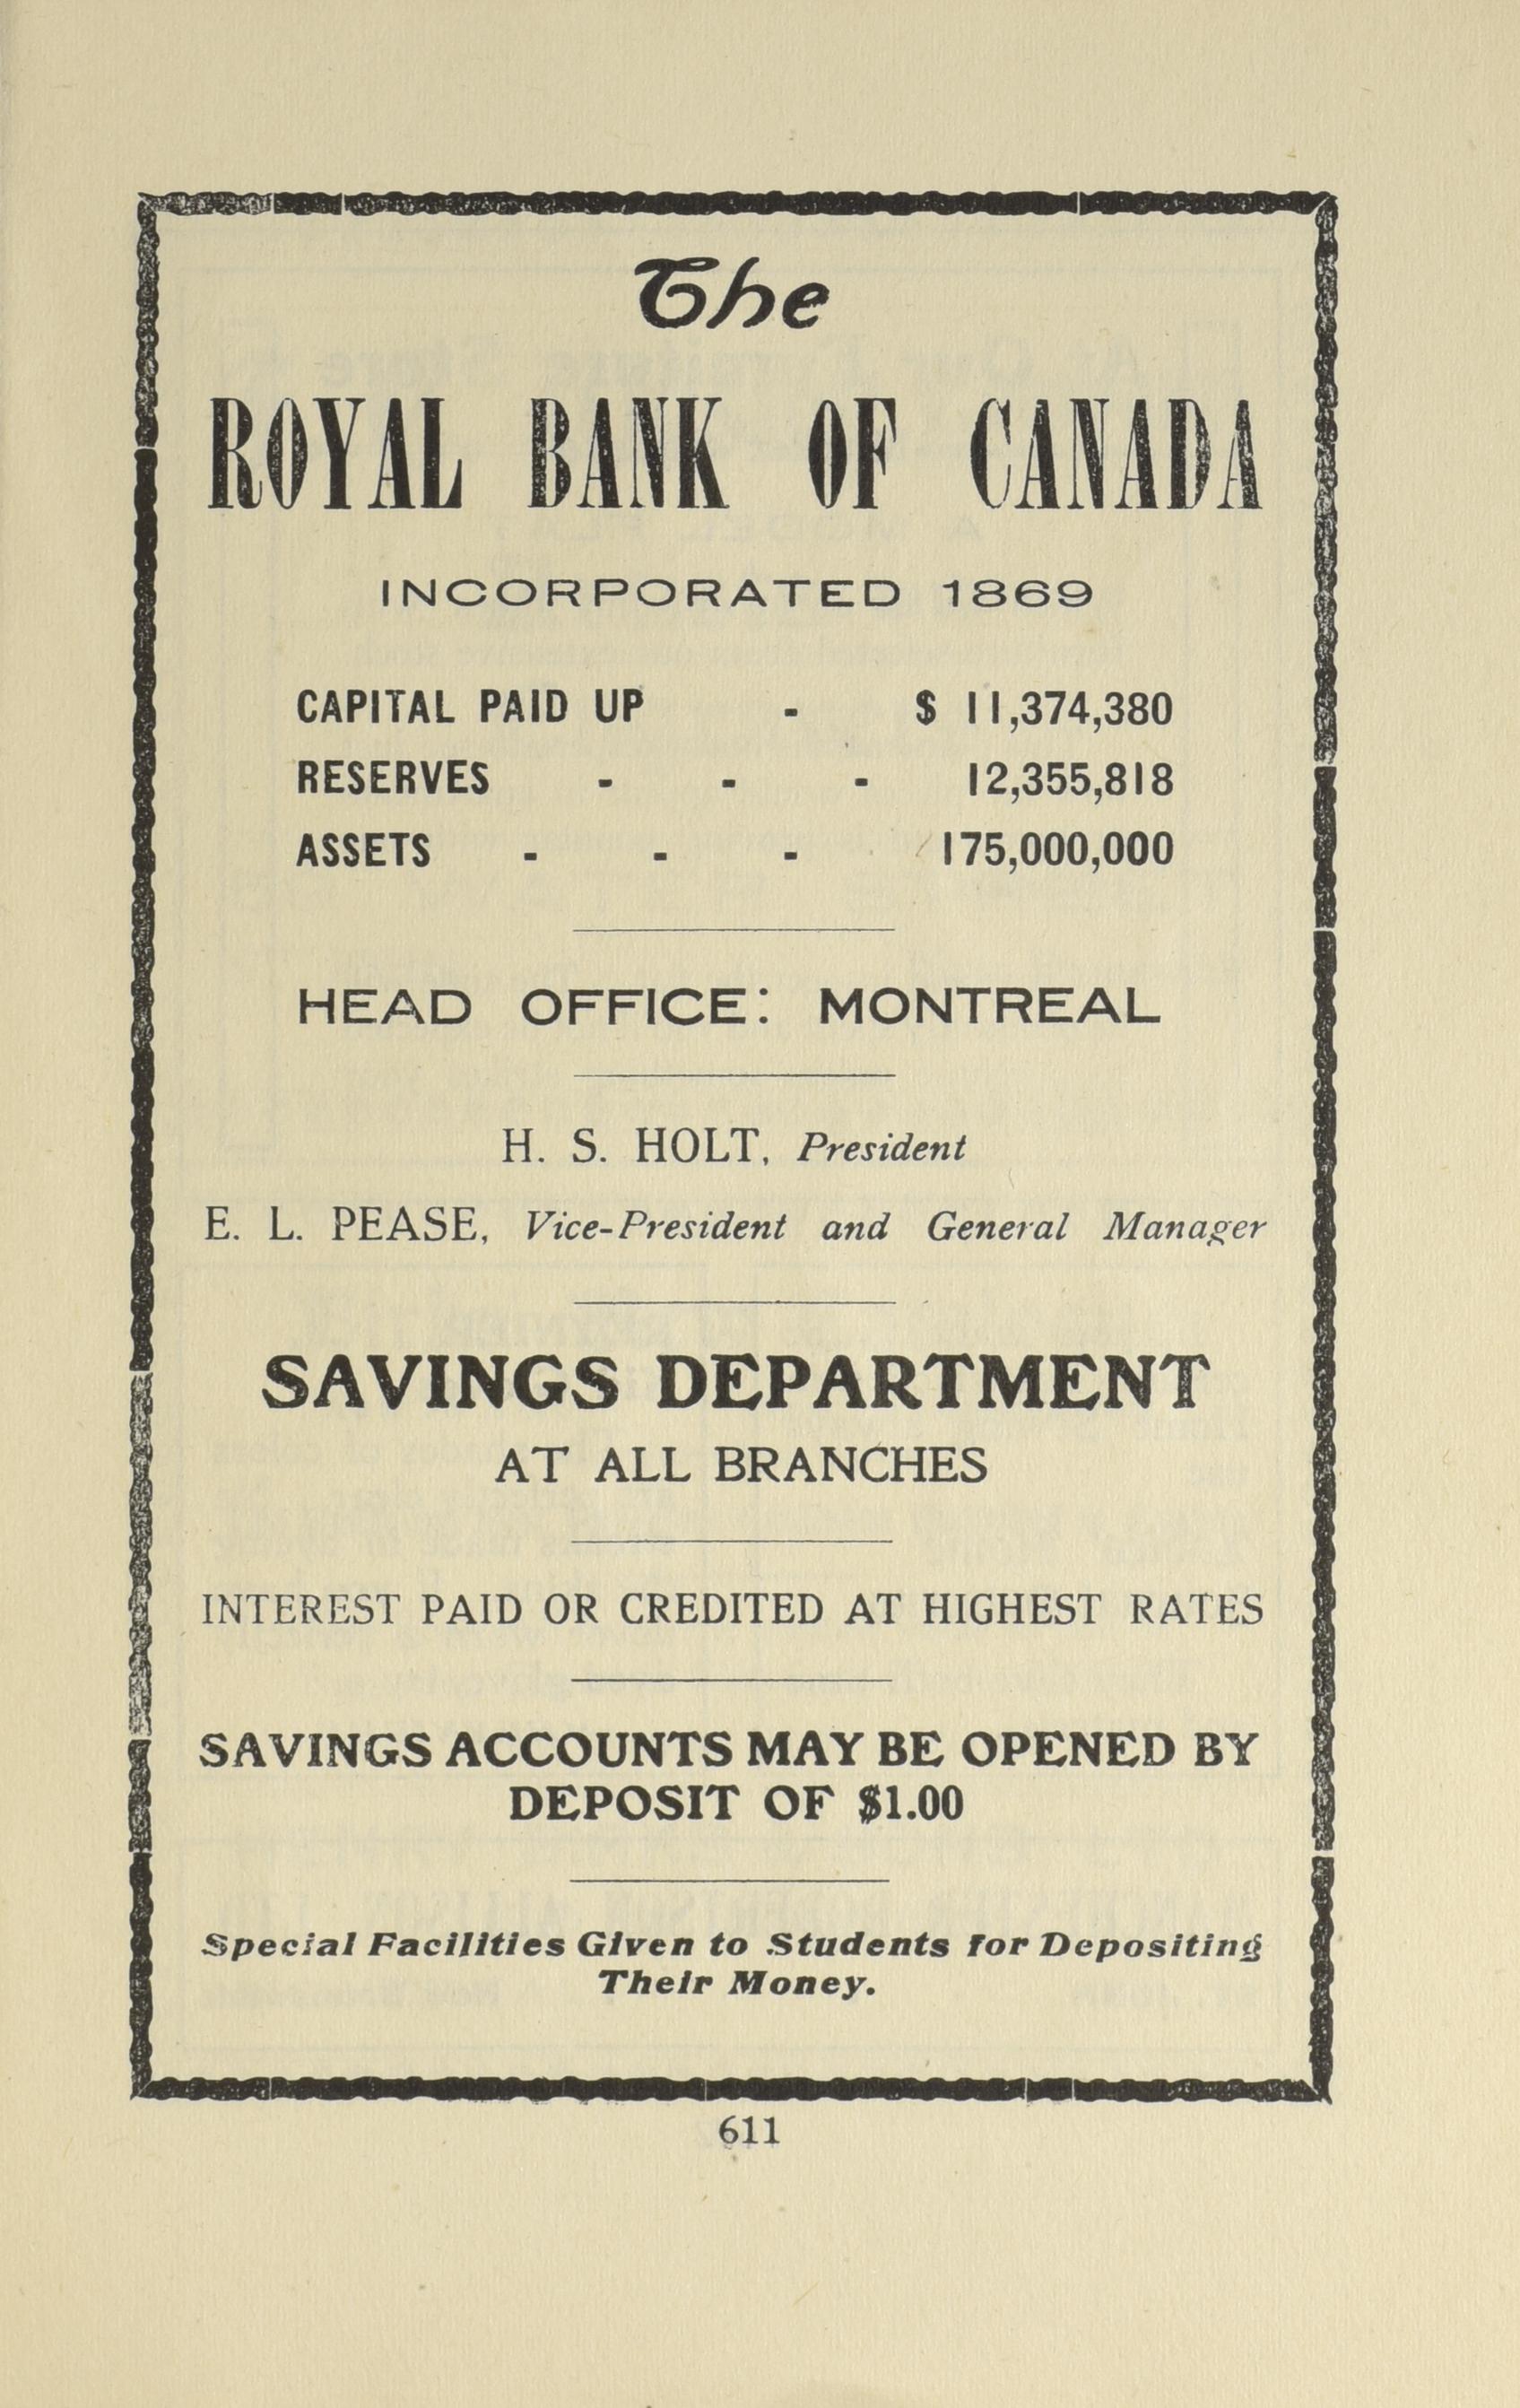 The
ROYAL BANK OF CANADA
INCORPORATED 1869
CAPITAL PAID UP - $ 11,374,380
RESERVES - - - 12,355,818
ASSETS - - - 175,000,000
HEAD OFFICE: MONTREAL
H. S. HOLT, President
E. L. PEASE, Vice-President and General Manager
SAVINGS DEPARTMENT
AT ALL BRANCHES
INTEREST PAID OR CREDITED AT HIGHEST RATES
SAVINGS ACCOUNTS MAY BE OPENED BY
DEPOSIT OF $1.00
Special Facilities Given to Students for Depositing
Their Money.
611